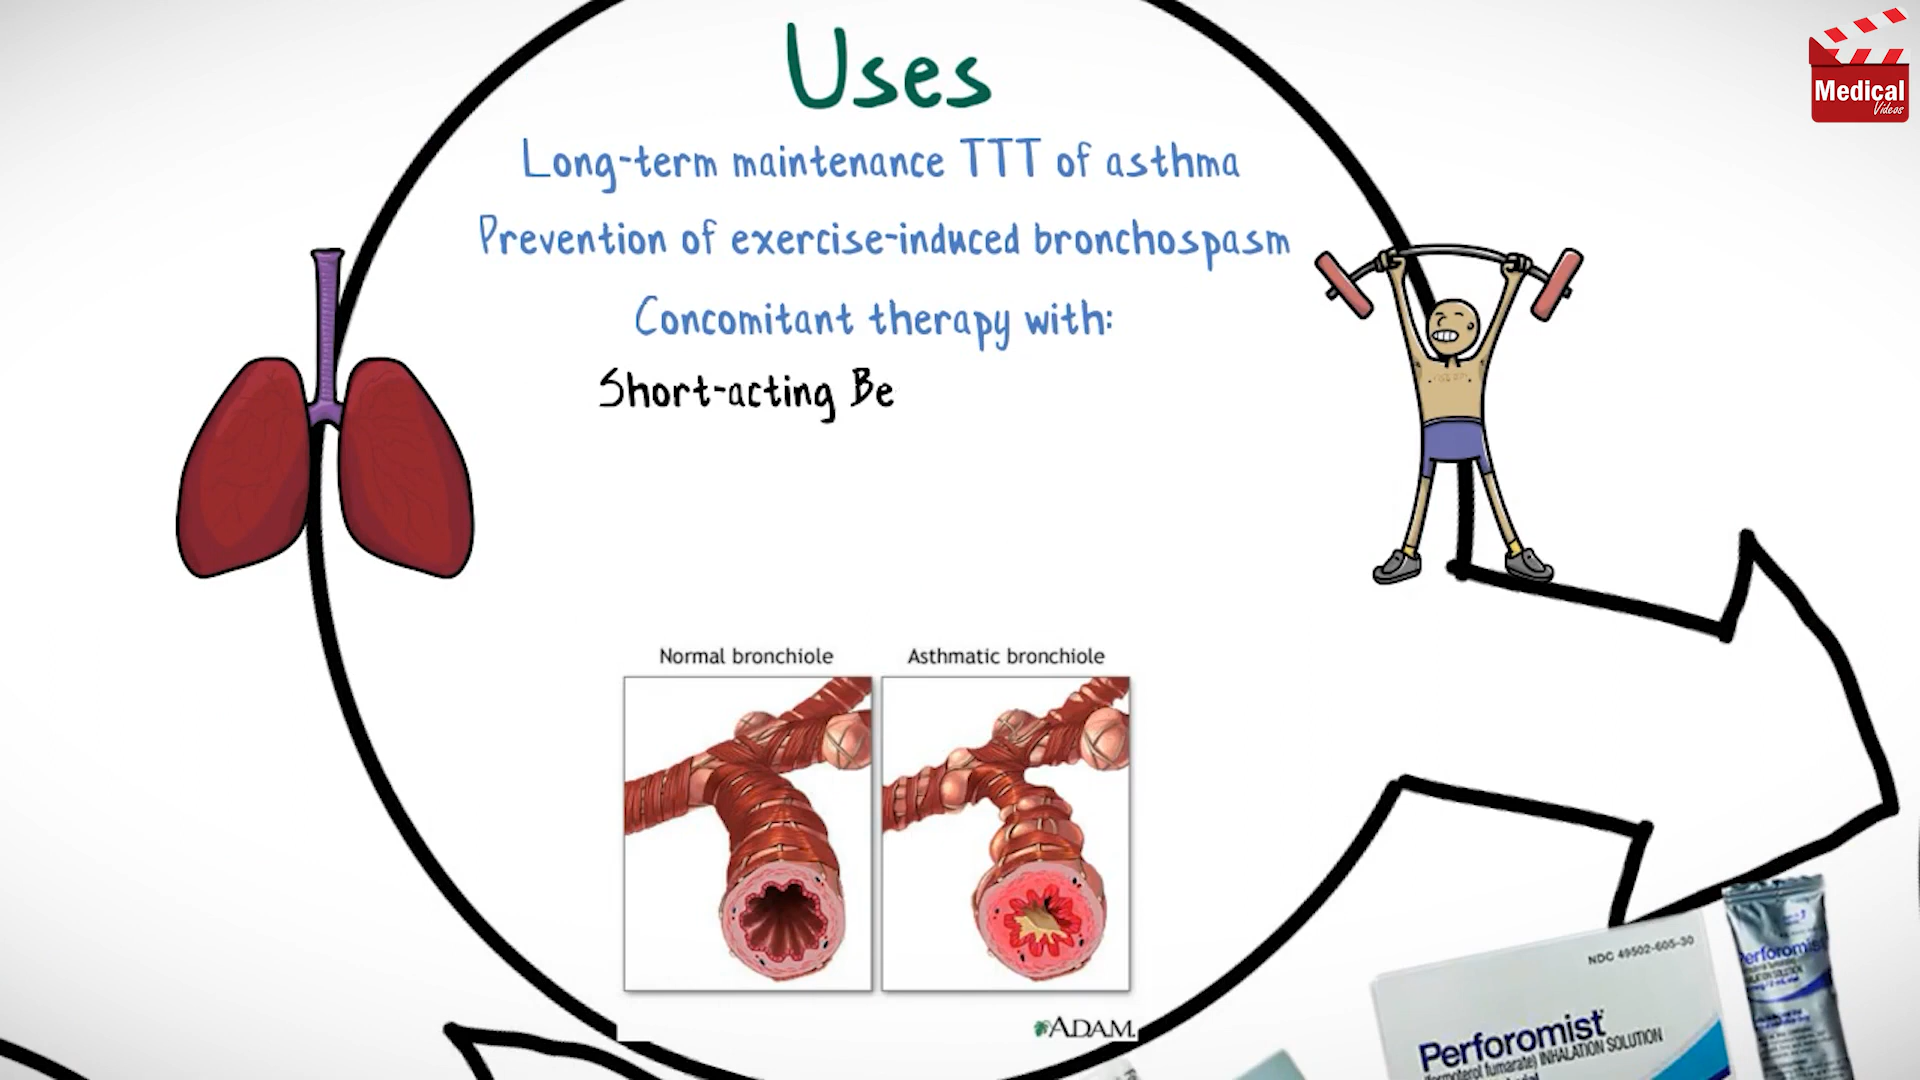 Uses
Medical
Videos
Long-term maintenance TTT of asthma
Prevention of exercise-induced bronchospasm
Concomitant therapy with:
Short-acting Be
Normal bronchiole
Asthmatic bronchiole
ADAM.
NDC 49502-605-30
Perforomist
(formoterol fumarate) INHALATION SOLUTION
Perforomist